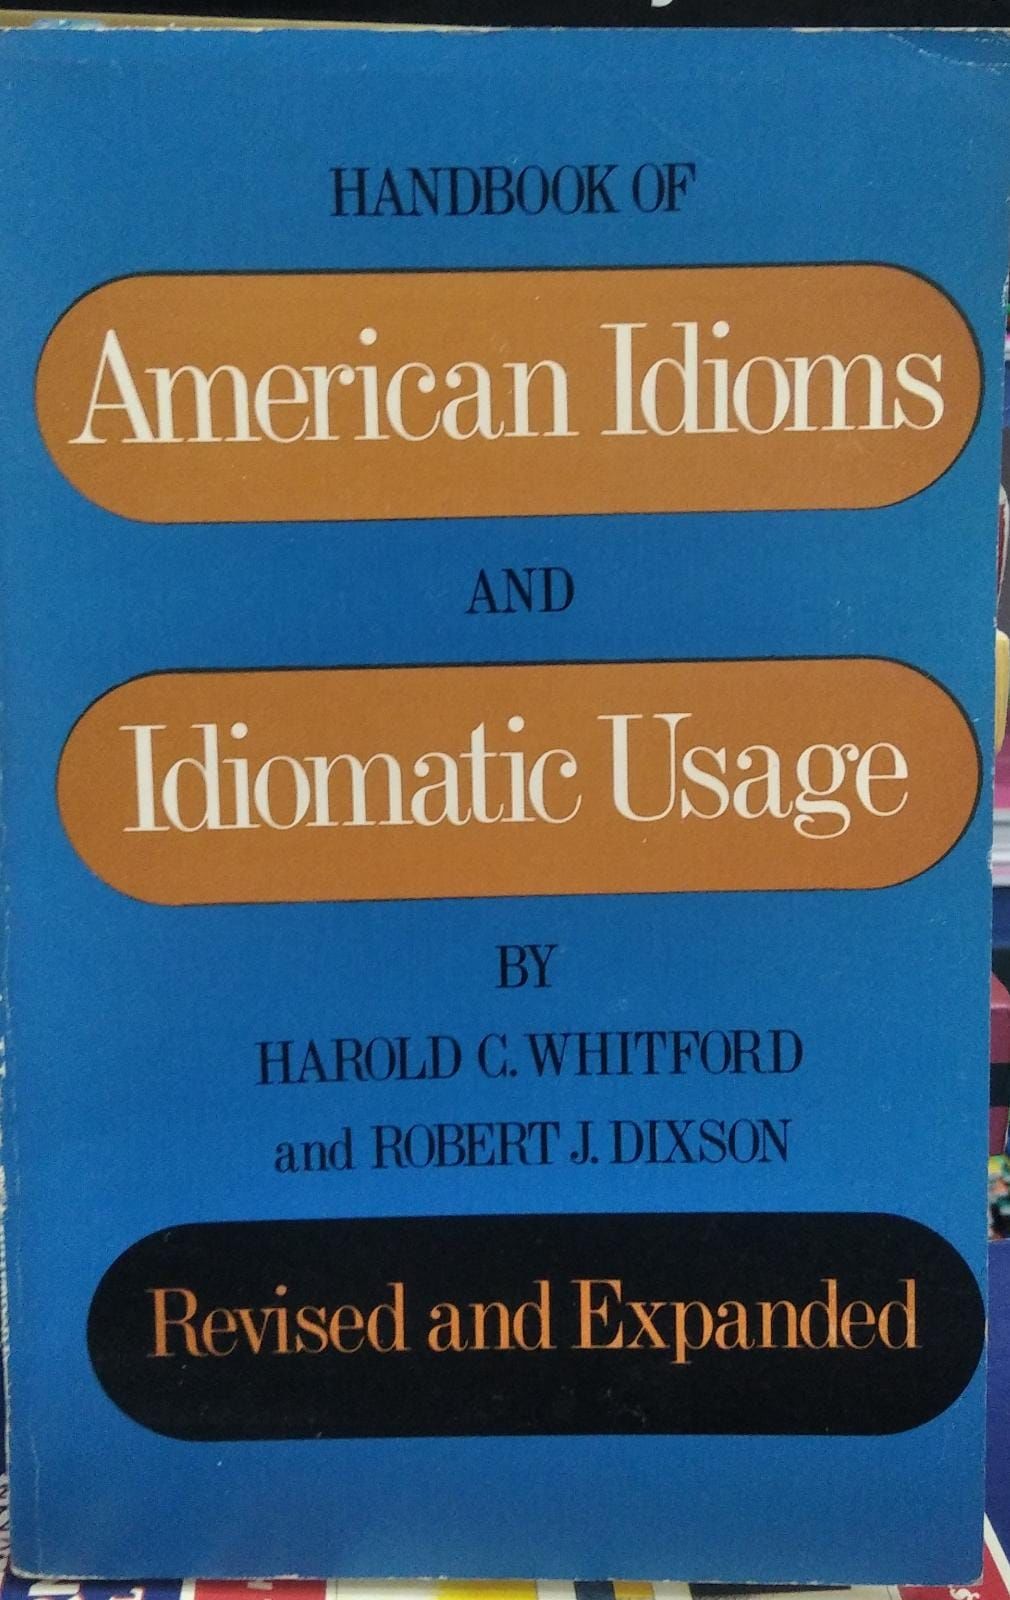 HANDBOOK OF
American Idioms
AND
Idiomatic Usage
BY
HAROLD C. WHITFORD
and ROBERT J. DIXSON
Revised and Expanded